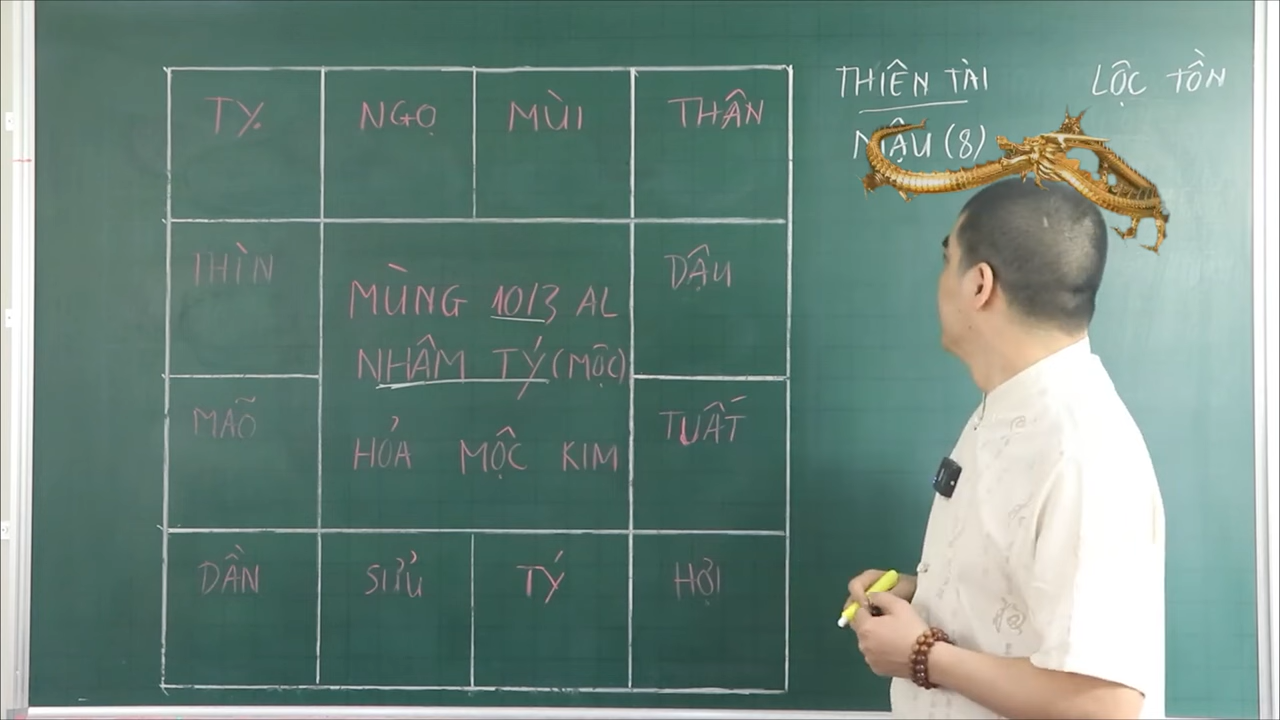 TỴ NGỌ MÙI THÂN
THIÊN TÀI LỘC TỒN
MẬU (8)
THÌN DẬU
MÙNG 10/3 AL
NHÂM TÝ (MỘC)
MÃO TUẤT
HỎA MỘC KIM
DẦN SỬU TÝ HỢI